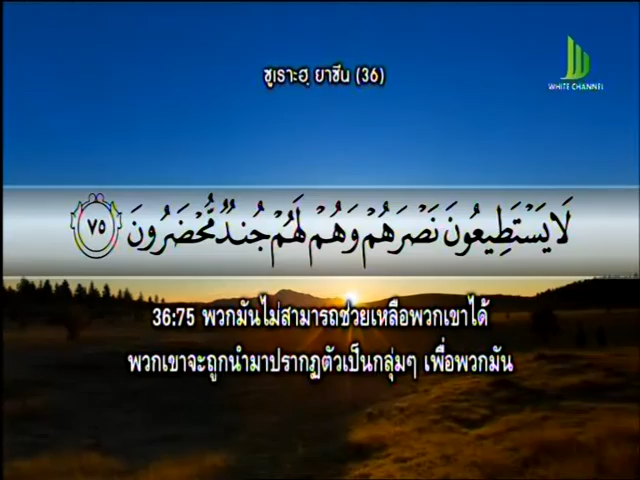 ซูเราะฮฺ ยาซีน (36)
WHITE CHANNEL
لَا يَسْتَطِيعُونَ نَصْرَهُمْ وَهُمْ لَهُمْ جُندٌ مُّحْضَرُونَ ٧٥
36:75 พวกมันไม่สามารถช่วยเหลือพวกเขาได้
พวกเขาจะถูกนำมาปรากฏตัวเป็นกลุ่มๆ เพื่อพวกมัน